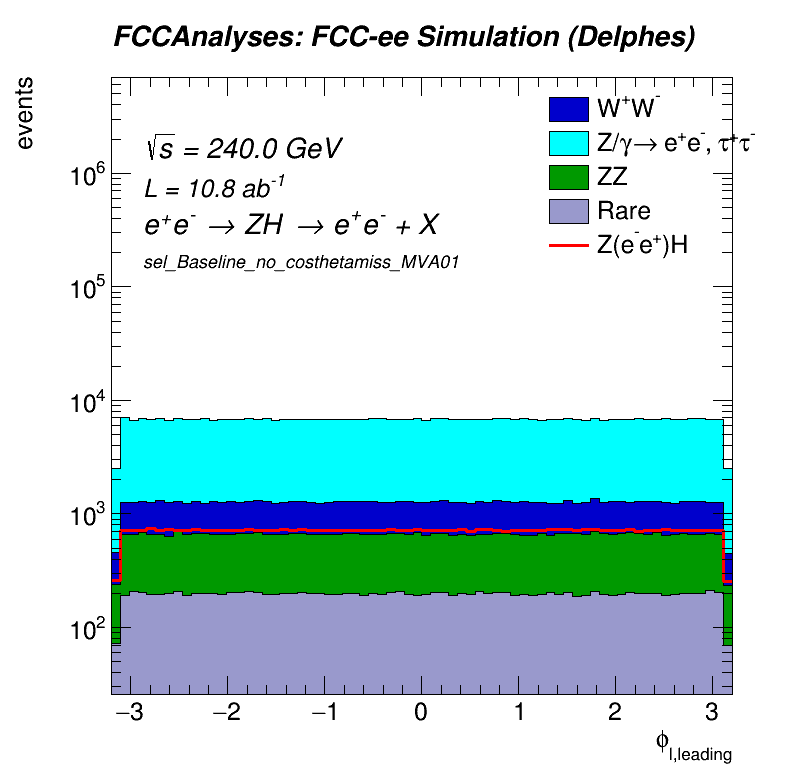 FCCAnalyses: FCC-ee Simulation (Delphes)
events
√s = 240.0 GeV
L = 10.8 ab⁻¹
e⁺e⁻ → ZH → e⁺e⁻ + X
sel_Baseline_no_costhetamiss_MVA01
W⁺W⁻
Z/γ→ e⁺e⁻, τ⁺τ⁻
ZZ
Rare
Z(e⁻e⁺)H
10⁶
10⁵
10⁴
10³
10²
−3 −2 −1 0 1 2 3
ϕ_l,leading